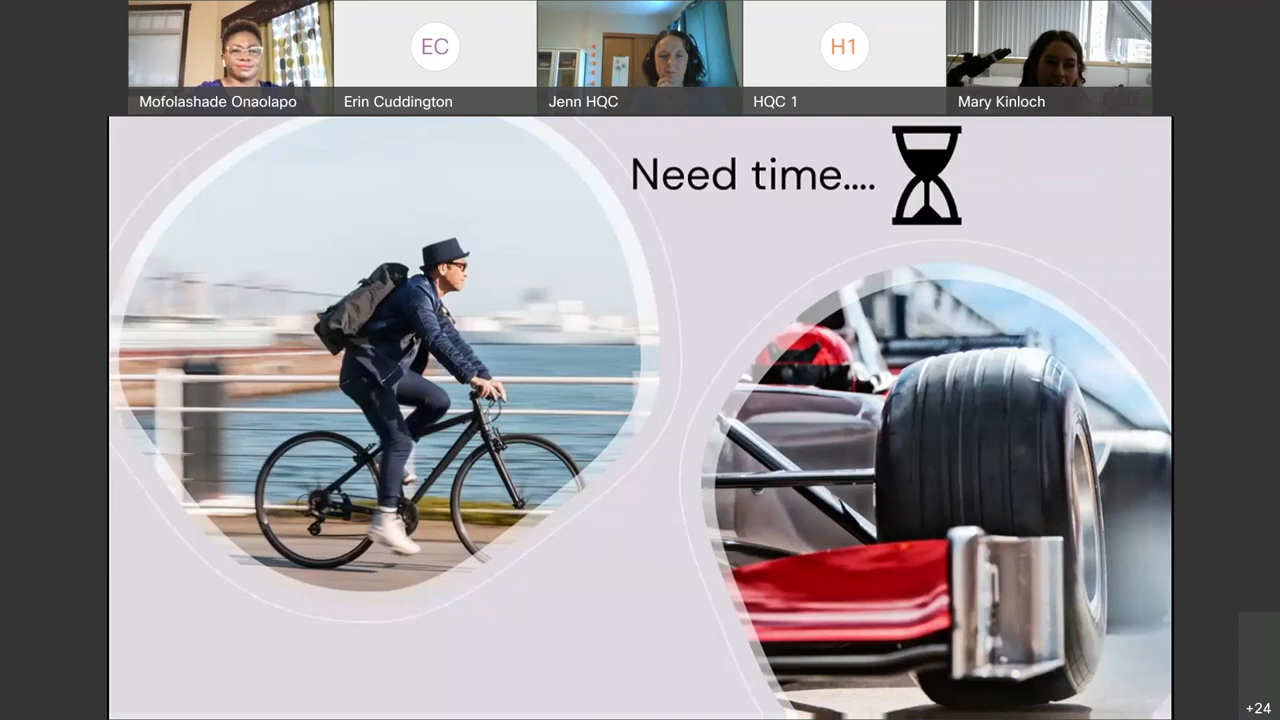 EC
H1
Mofolashade Onaolapo
Erin Cuddington
Jenn HQC
HQC 1
Mary Kinloch
Need time....
+24